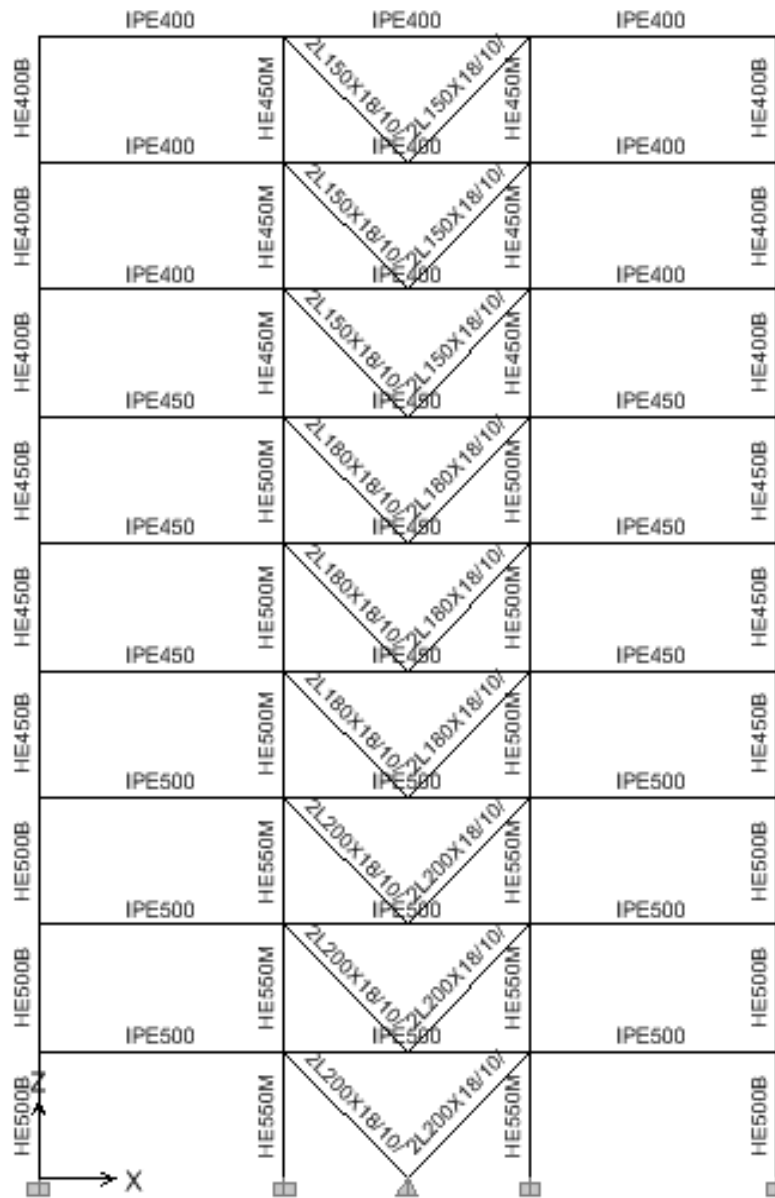 IPE400 IPE400 IPE400
HE400B HE450M 2L150X18/10/ 2L150X18/10/ HE450M HE400B
IPE400 IPE400 IPE400
HE400B HE450M 2L150X18/10/ 2L150X18/10/ HE450M HE400B
IPE400 IPE400 IPE400
HE400B HE450M 2L150X18/10/ 2L150X18/10/ HE450M HE400B
IPE450 IPE450 IPE450
HE450B HE500M 2L180X18/10/ 2L180X18/10/ HE500M HE450B
IPE450 IPE450 IPE450
HE450B HE500M 2L180X18/10/ 2L180X18/10/ HE500M HE450B
IPE450 IPE450 IPE450
HE450B HE500M 2L180X18/10/ 2L180X18/10/ HE500M HE450B
IPE500 IPE500 IPE500
HE500B HE550M 2L200X18/10/ 2L200X18/10/ HE550M HE500B
IPE500 IPE500 IPE500
HE500B HE550M 2L200X18/10/ 2L200X18/10/ HE550M HE500B
IPE500 IPE500 IPE500
HE500B HE550M 2L200X18/10/ 2L200X18/10/ HE550M HE500B
Z
X